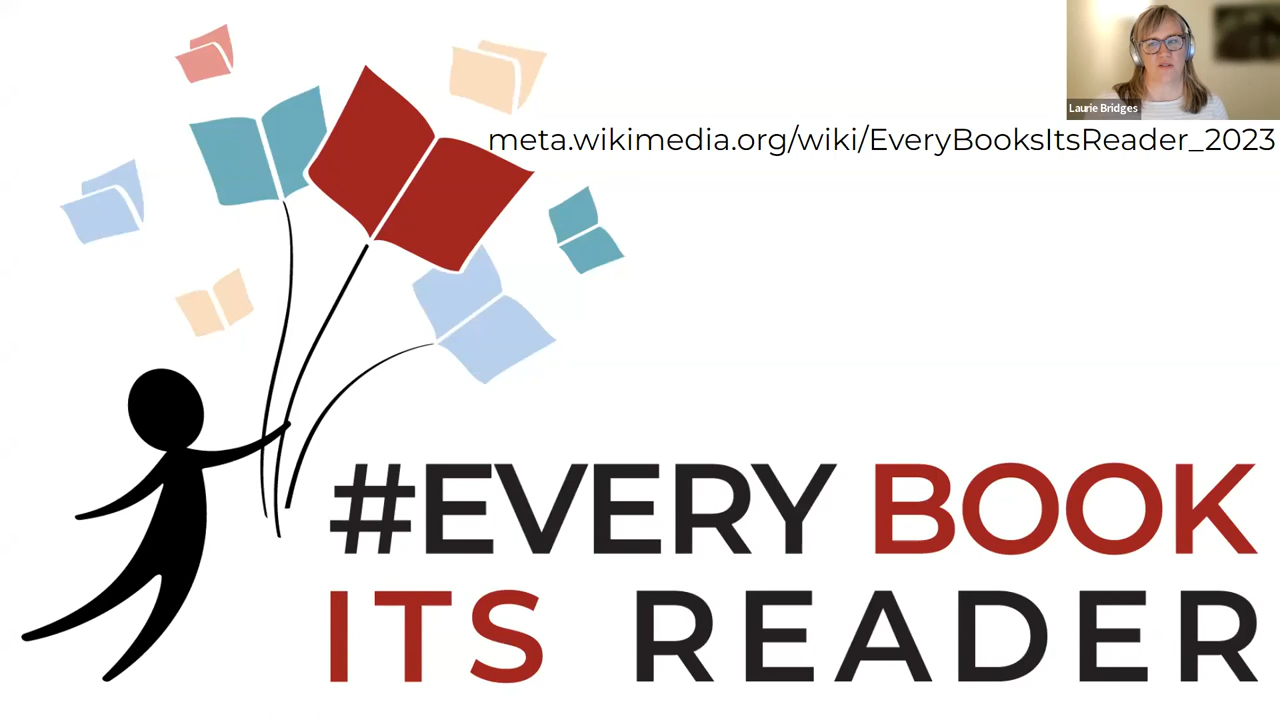 Laurie Bridges
meta.wikimedia.org/wiki/EveryBooksItsReader_2023
#EVERY BOOK
ITS READER